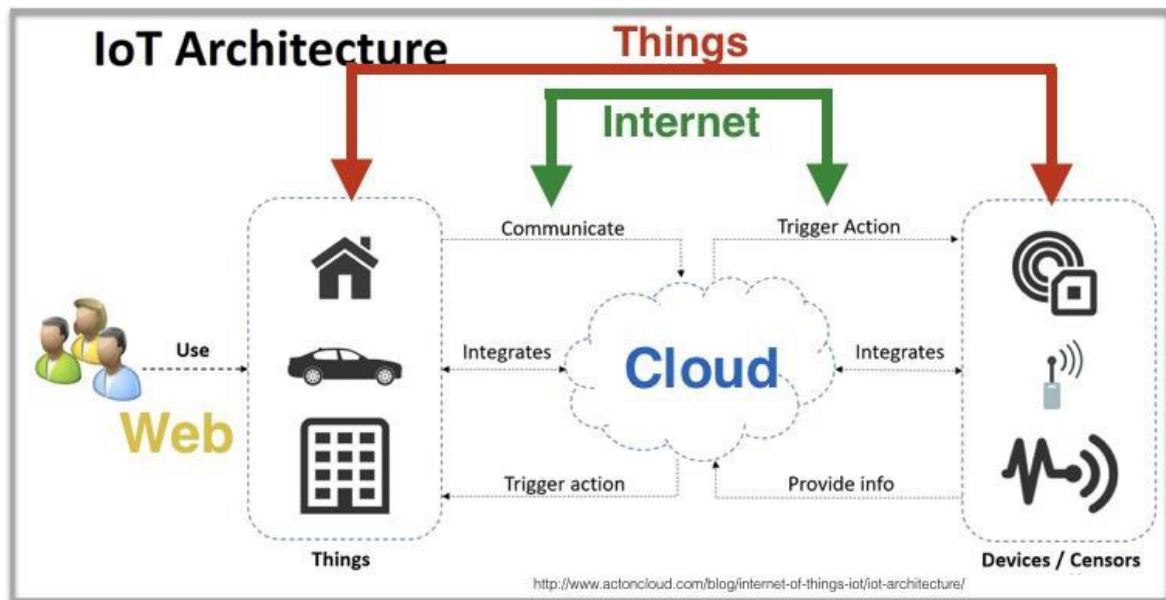 IoT Architecture
Things
Internet
Communicate
Trigger Action
Use
Integrates
Cloud
Integrates
Web
Trigger action
Provide info
Things
Devices / Censors
http://www.actoncloud.com/blog/internet-of-things-iot/iot-architecture/